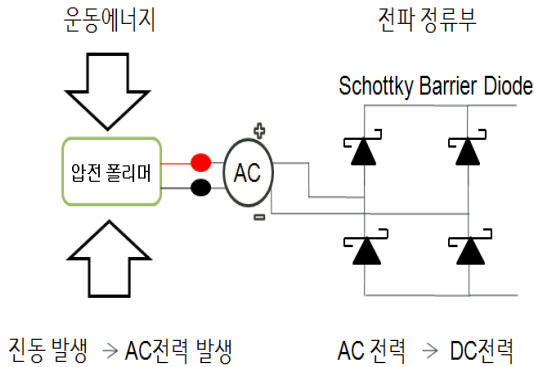 운동에너지
전파 정류부
Schottky Barrier Diode
압전 폴리머
AC
진동 발생 → AC전력 발생
AC 전력 → DC전력